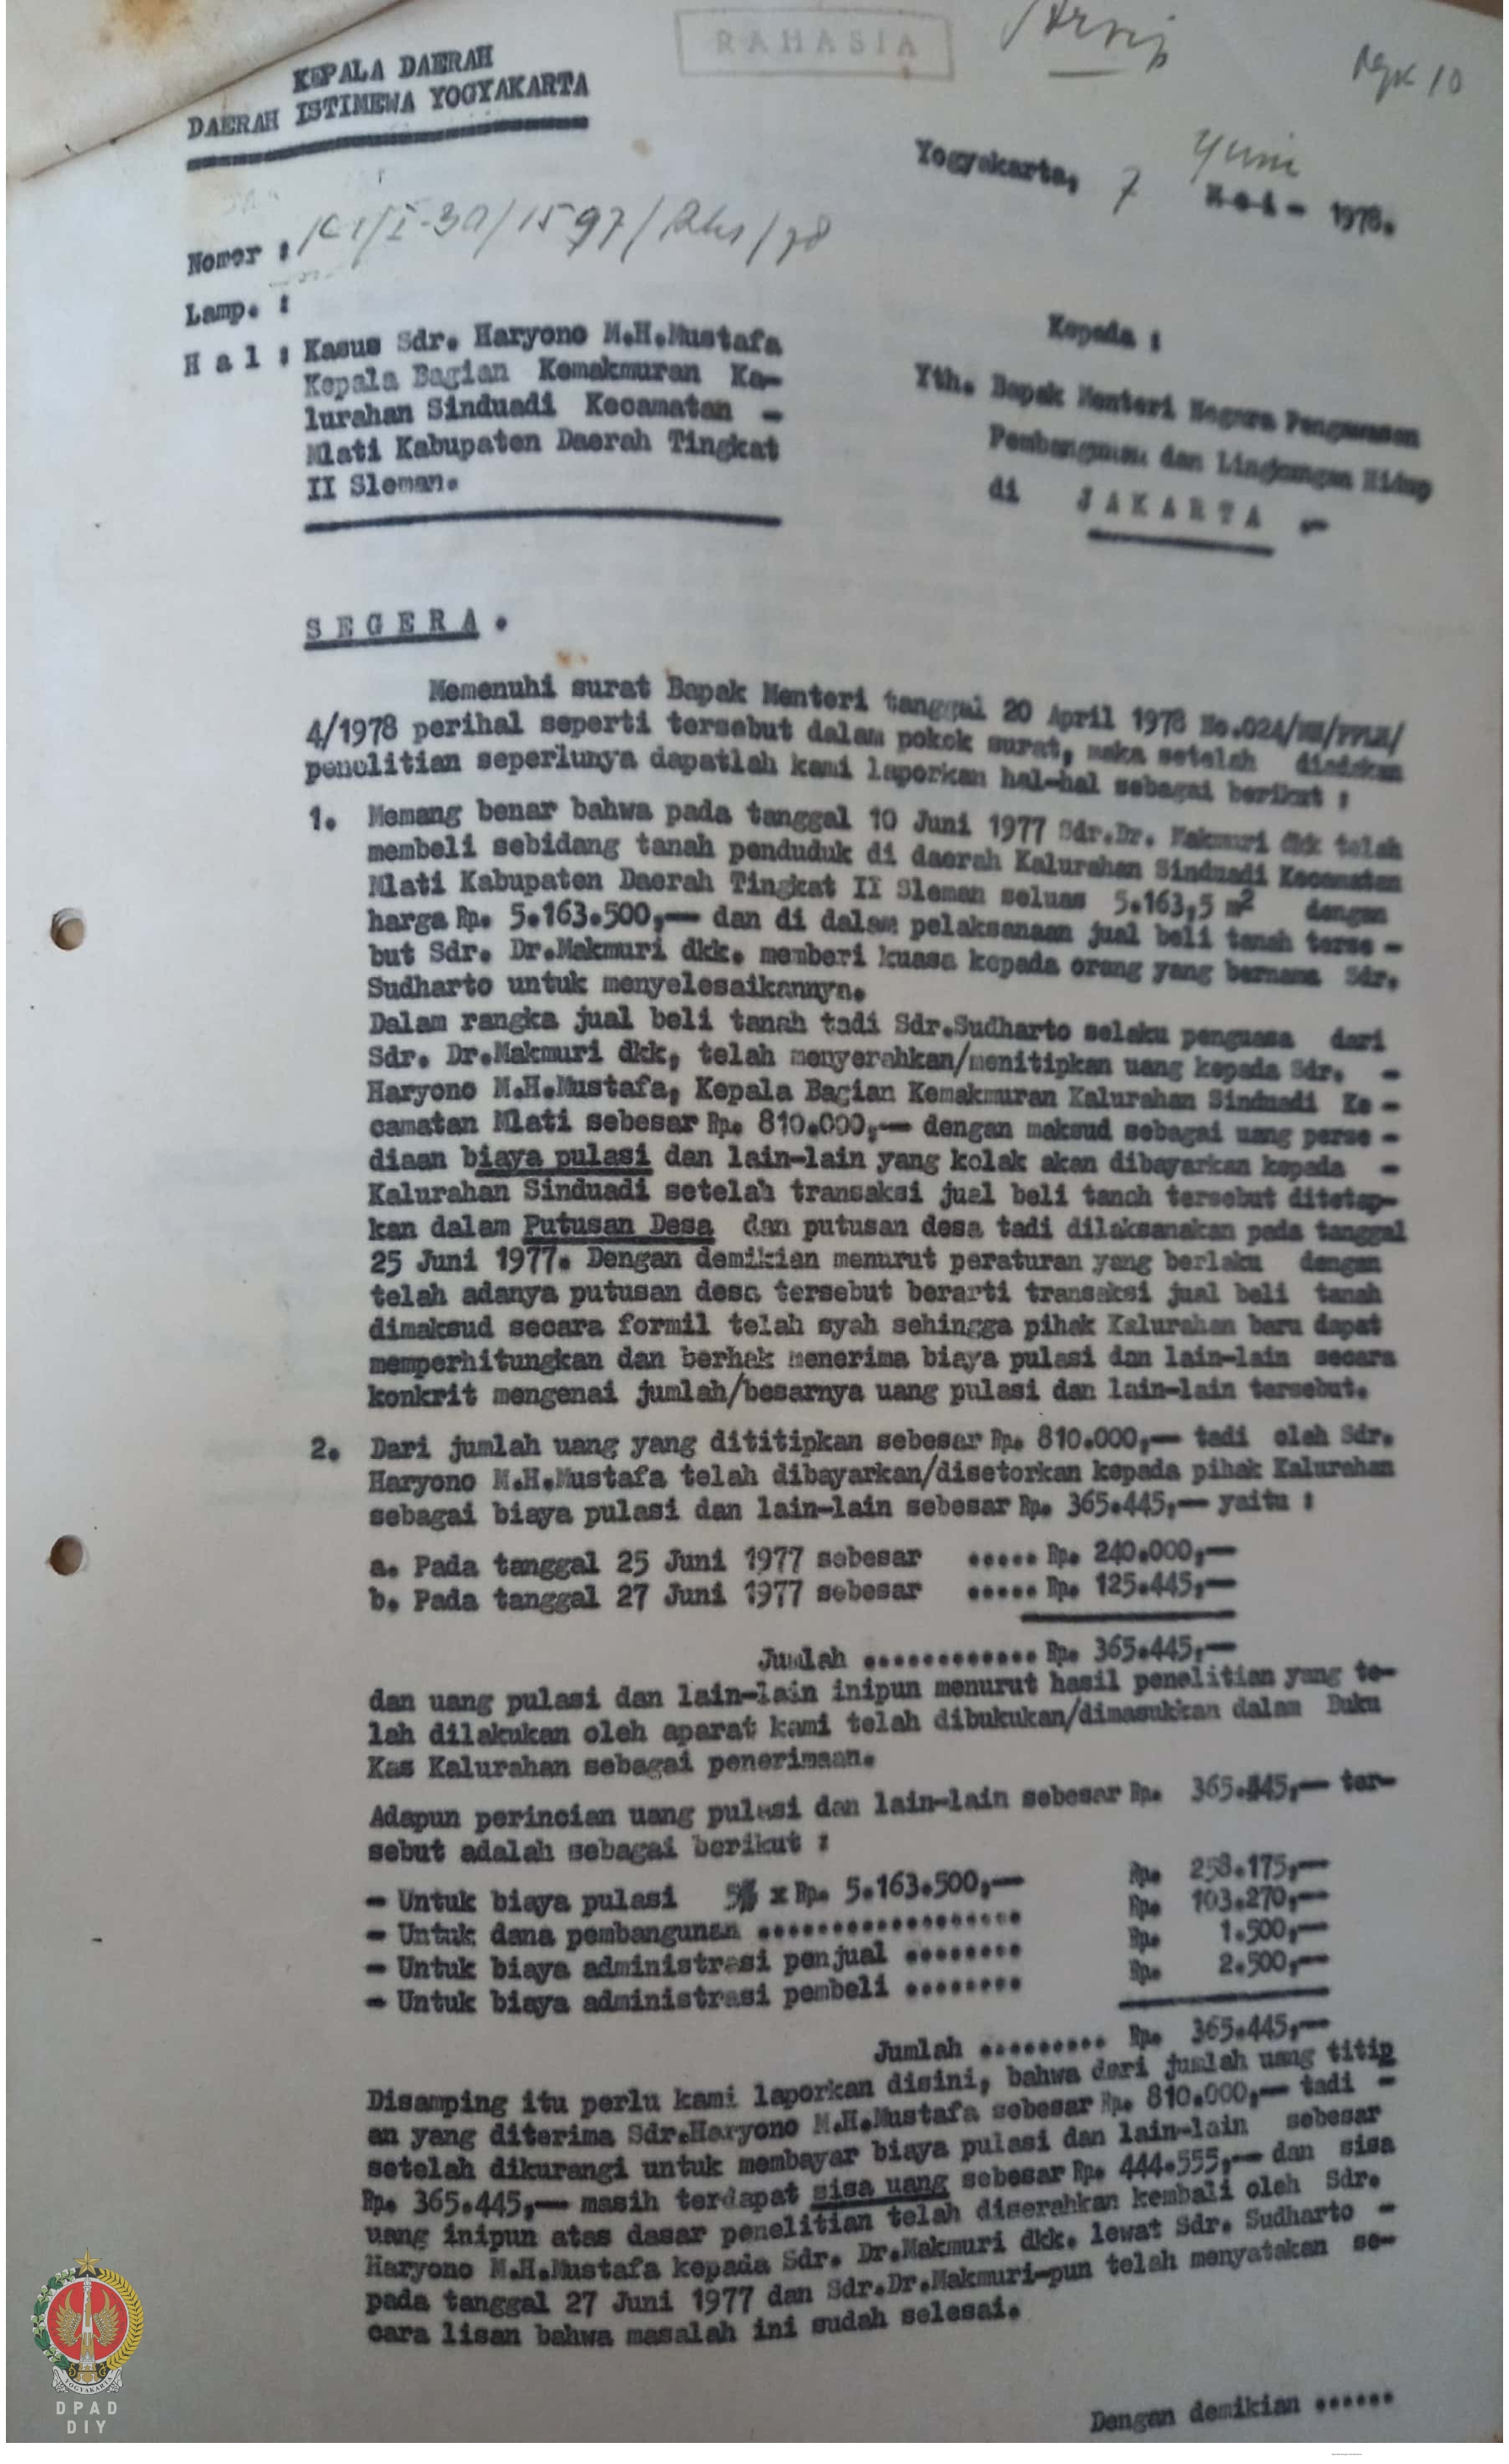 RAHASIA
Arsip
KEPALA DAERAH
DAERAH ISTIMEWA YOGYAKARTA
Yogyakarta, 7 Yuni
M e i - 1978.
Nomor : K1/I-30/1597/Rhs/78
Lamp. :
H a l : Kasus Sdr. Haryono M.H.Mustafa
Kepala Bagian Kemakmuran Ka-
lurahan Sinduadi Kecamatan -
Mlati Kabupaten Daerah Tingkat
II Sleman.
Kepada :
Yth. Bapak Menteri Negara Pengawasan
Pembangunan dan Lingkungan Hidup
di J A K A R T A .-
S E G E R A .
Memenuhi surat Bapak Menteri tanggal 20 April 1978 No.024/
4/1978 perihal seperti tersebut dalam pokok surat, maka setelah diadakan
penelitian seperlunya dapatlah kami laporkan hal-hal sebagai berikut :
1. Memang benar bahwa pada tanggal 10 Juni 1977 Sdr.Dr. Makmuri dkk telah
membeli sebidang tanah penduduk di daerah Kalurahan Sinduadi Kecamatan
Mlati Kabupaten Daerah Tingkat II Sleman seluas 5.163,5 m2 dengan
harga Rp. 5.163.500,-- dan di dalam pelaksanaan jual beli tanah terse -
but Sdr. Dr.Makmuri dkk. memberi kuasa kepada orang yang bernama Sdr.
Sudharto untuk menyelesaikannya.
Dalam rangka jual beli tanah tadi Sdr.Sudharto selaku penguasa dari
Sdr. Dr.Makmuri dkk, telah menyerahkan/menitipkan uang kepada Sdr. -
Haryono M.H.Mustafa, Kepala Bagian Kemakmuran Kalurahan Sinduadi Ke -
camatan Mlati sebesar Rp. 810.000,-- dengan maksud sebagai uang perse -
diaan biaya pulasi dan lain-lain yang kolak akan dibayarkan kepada -
Kalurahan Sinduadi setelah transaksi jual beli tanah tersebut ditetap-
kan dalam Putusan Desa dan putusan desa tadi dilaksanakan pada tanggal
25 Juni 1977. Dengan demikian menurut peraturan yang berlaku dengan
telah adanya putusan desa tersebut berarti transaksi jual beli tanah
dimaksud secara formil telah syah sehingga pihak Kalurahan baru dapat
memperhitungkan dan berhak menerima biaya pulasi dan lain-lain secara
konkrit mengenai jumlah/besarnya uang pulasi dan lain-lain tersebut.
2. Dari jumlah uang yang dititipkan sebesar Rp. 810.000,-- tadi oleh Sdr.
Haryono M.H.Mustafa telah dibayarkan/disetorkan kepada pihak Kalurahan
sebagai biaya pulasi dan lain-lain sebesar Rp. 365.445,-- yaitu :
a. Pada tanggal 25 Juni 1977 sebesar ..... Rp. 240.000,--
b. Pada tanggal 27 Juni 1977 sebesar ..... Rp. 125.445,--
Jumlah ............ Rp. 365.445,--
dan uang pulasi dan lain-lain inipun menurut hasil penelitian yang te-
lah dilakukan oleh aparat kami telah dibukukan/dimasukkan dalam Buku
Kas Kalurahan sebagai penerimaan.
Adapun perincian uang pulasi dan lain-lain sebesar Rp. 365.445,-- ter-
sebut adalah sebagai berikut :
- Untuk biaya pulasi 5% x Rp. 5.163.500,-- Rp. 258.175,--
- Untuk dana pembangunan .................. Rp. 103.270,--
- Untuk biaya administrasi penjual ........ Rp. 1.500,--
- Untuk biaya administrasi pembeli ........ Rp. 2.500,--
Jumlah ......... Rp. 365.445,--
Disamping itu perlu kami laporkan disini, bahwa dari jumlah uang titip
an yang diterima Sdr.Haryono M.H.Mustafa sebesar Rp. 810.000,-- tadi -
setelah dikurangi untuk membayar biaya pulasi dan lain-lain sebesar
Rp. 365.445,-- masih terdapat sisa uang sebesar Rp. 444.555,-- dan sisa
uang inipun atas dasar penelitian telah diserahkan kembali oleh Sdr.
Haryono M.H.Mustafa kepada Sdr. Dr.Makmuri dkk. lewat Sdr. Sudharto -
pada tanggal 27 Juni 1977 dan Sdr.Dr.Makmuri-pun telah menyatakan se-
cara lisan bahwa masalah ini sudah selesai.
Dengan demikian ......
YOGYAKARTA
DPAD
DIY